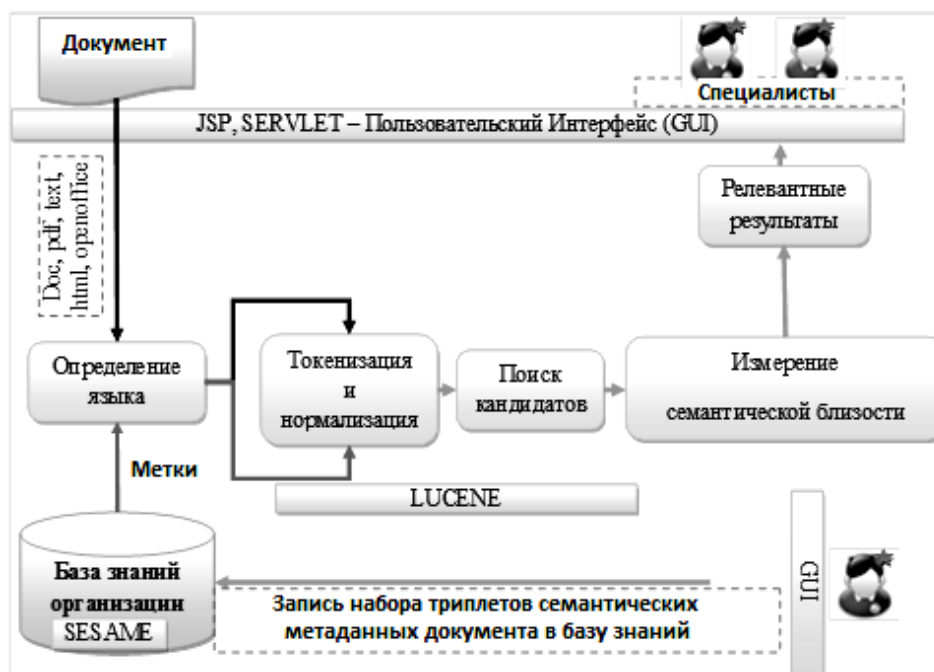 Документ
Специалисты
JSP, SERVLET – Пользовательский Интерфейс (GUI)
Doc, pdf, text,
html, openoffice
Релевантные
результаты
Определение
языка
Токенизация
и
нормализация
Поиск
кандидатов
Измерение
семантической близости
Метки
LUCENE
База знаний
организации
SESAME
Запись набора триплетов семантических
метаданных документа в базу знаний
GUI